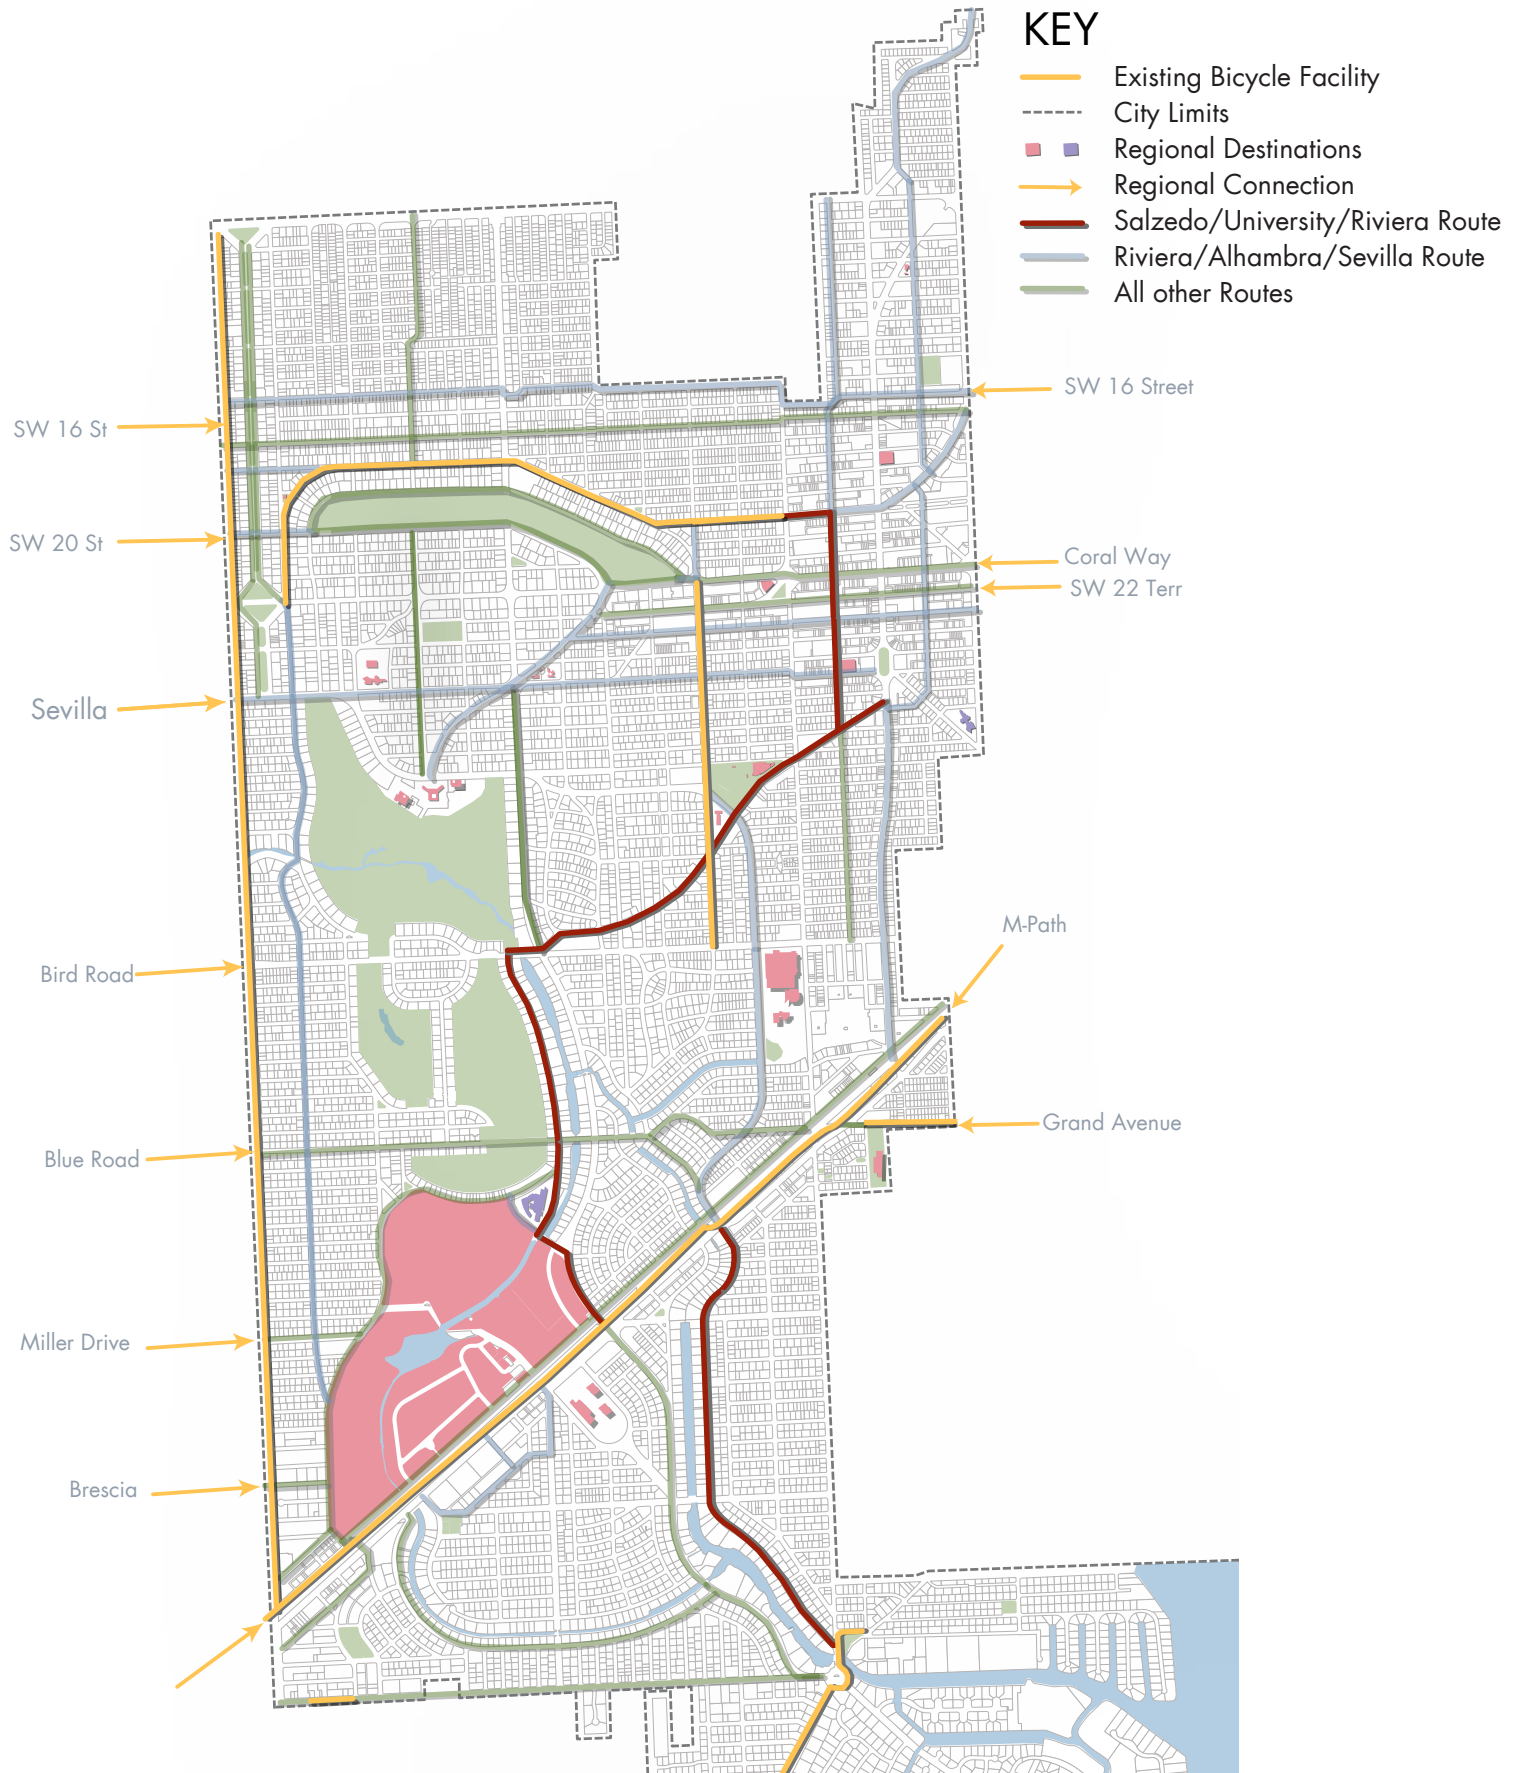 KEY
Existing Bicycle Facility
City Limits
Regional Destinations
Regional Connection
Salzedo/University/Riviera Route
Riviera/Alhambra/Sevilla Route
All other Routes
SW 16 Street
SW 16 St
SW 20 St
Coral Way
SW 22 Terr
Sevilla
M-Path
Bird Road
Grand Avenue
Blue Road
Miller Drive
Brescia